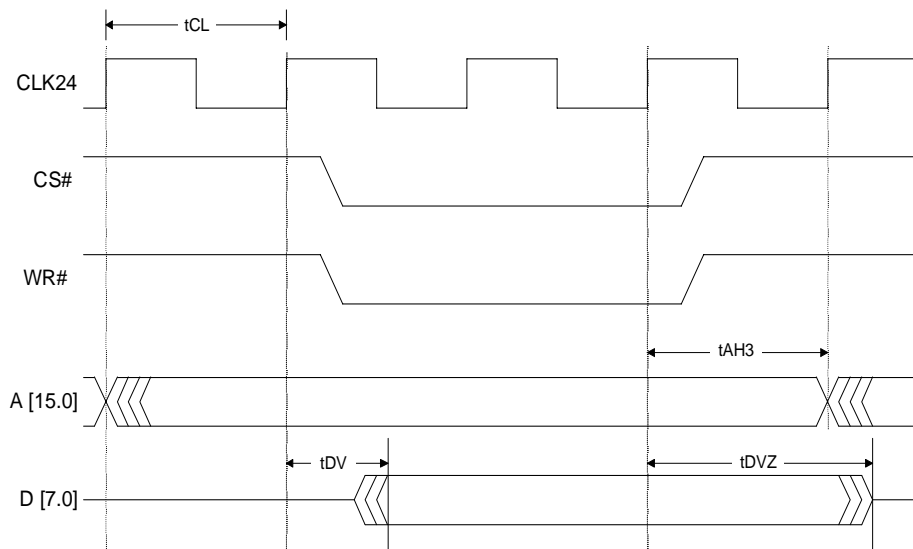 tCL
CLK24
CS#
WR#
tAH3
A [15.0]
tDV
tDVZ
D [7.0]